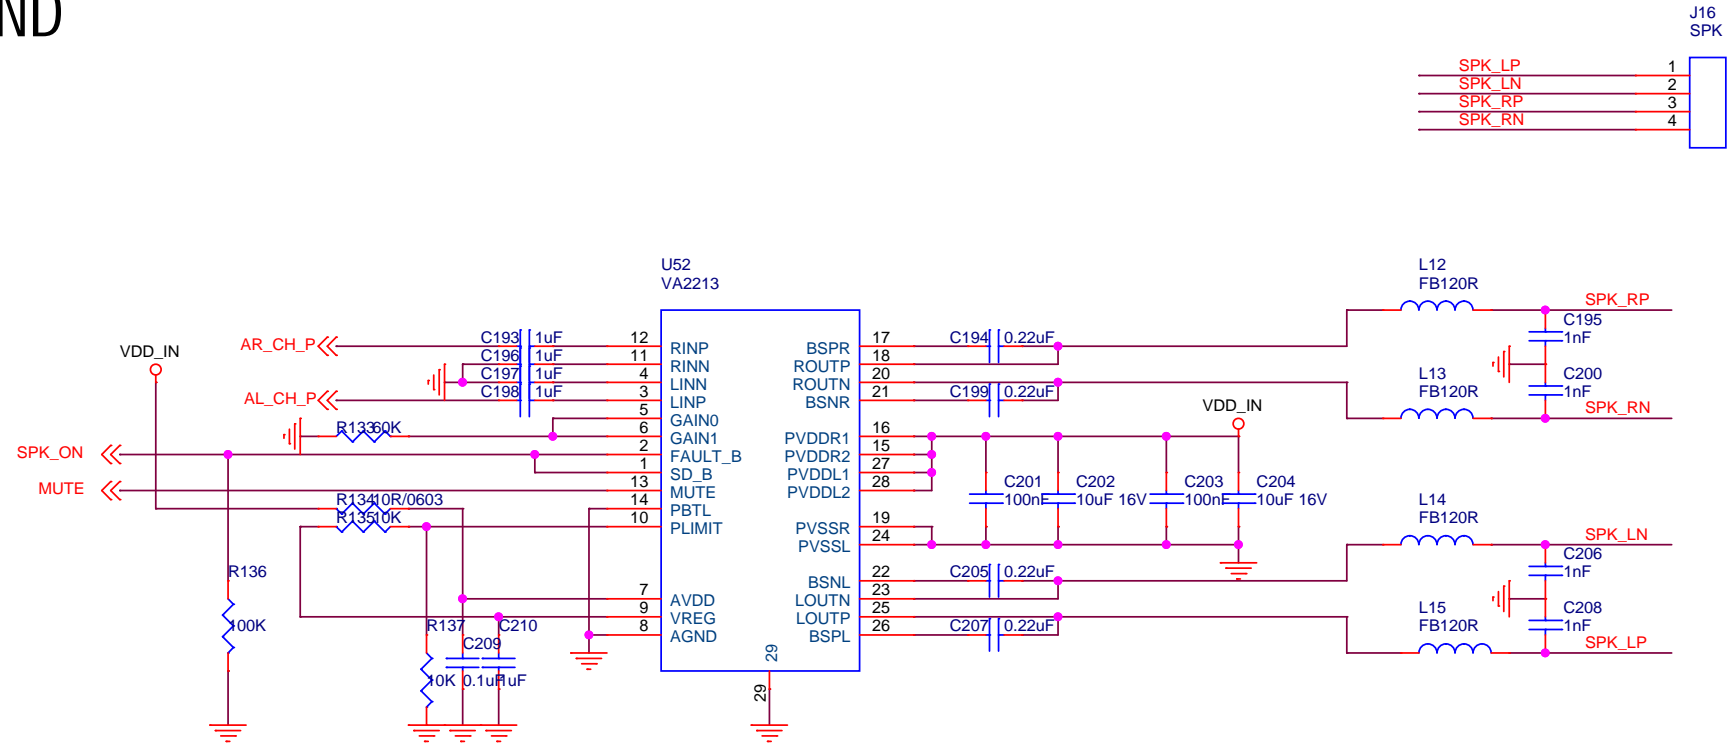 ND
J16
SPK
SPK_LP 1
SPK_LN 2
SPK_RP 3
SPK_RN 4
U52
VA2213
L12
FB120R
SPK_RP
C195
1nF
L13
FB120R
C200
1nF
SPK_RN
VDD_IN
AR_CH_P
C193 1uF 12 RINP
C196 1uF 11 RINN
C197 1uF 4 LINN
AL_CH_P
C198 1uF 3 LINP
5 GAIN0
R133 60K 6 GAIN1
SPK_ON 2 FAULT_B
1 SD_B
MUTE 13 MUTE
R134 10R/0603 14 PBTL
R135 10K 10 PLIMIT
7 AVDD
9 VREG
8 AGND
R136
100K
R137
10K
C209
0.1uF
C210
1uF
29
29
BSPR 17 C194 0.22uF
ROUTP 18
ROUTN 20
BSNR 21 C199 0.22uF
VDD_IN
PVDDR1 16
PVDDR2 15
PVDDL1 27
PVDDL2 28
C201
100nF
C202
10uF 16V
C203
100nF
C204
10uF 16V
PVSSR 19
PVSSL 24
BSNL 22 C205 0.22uF
LOUTN 23
LOUTP 25
BSPL 26 C207 0.22uF
L14
FB120R
SPK_LN
C206
1nF
L15
FB120R
C208
1nF
SPK_LP